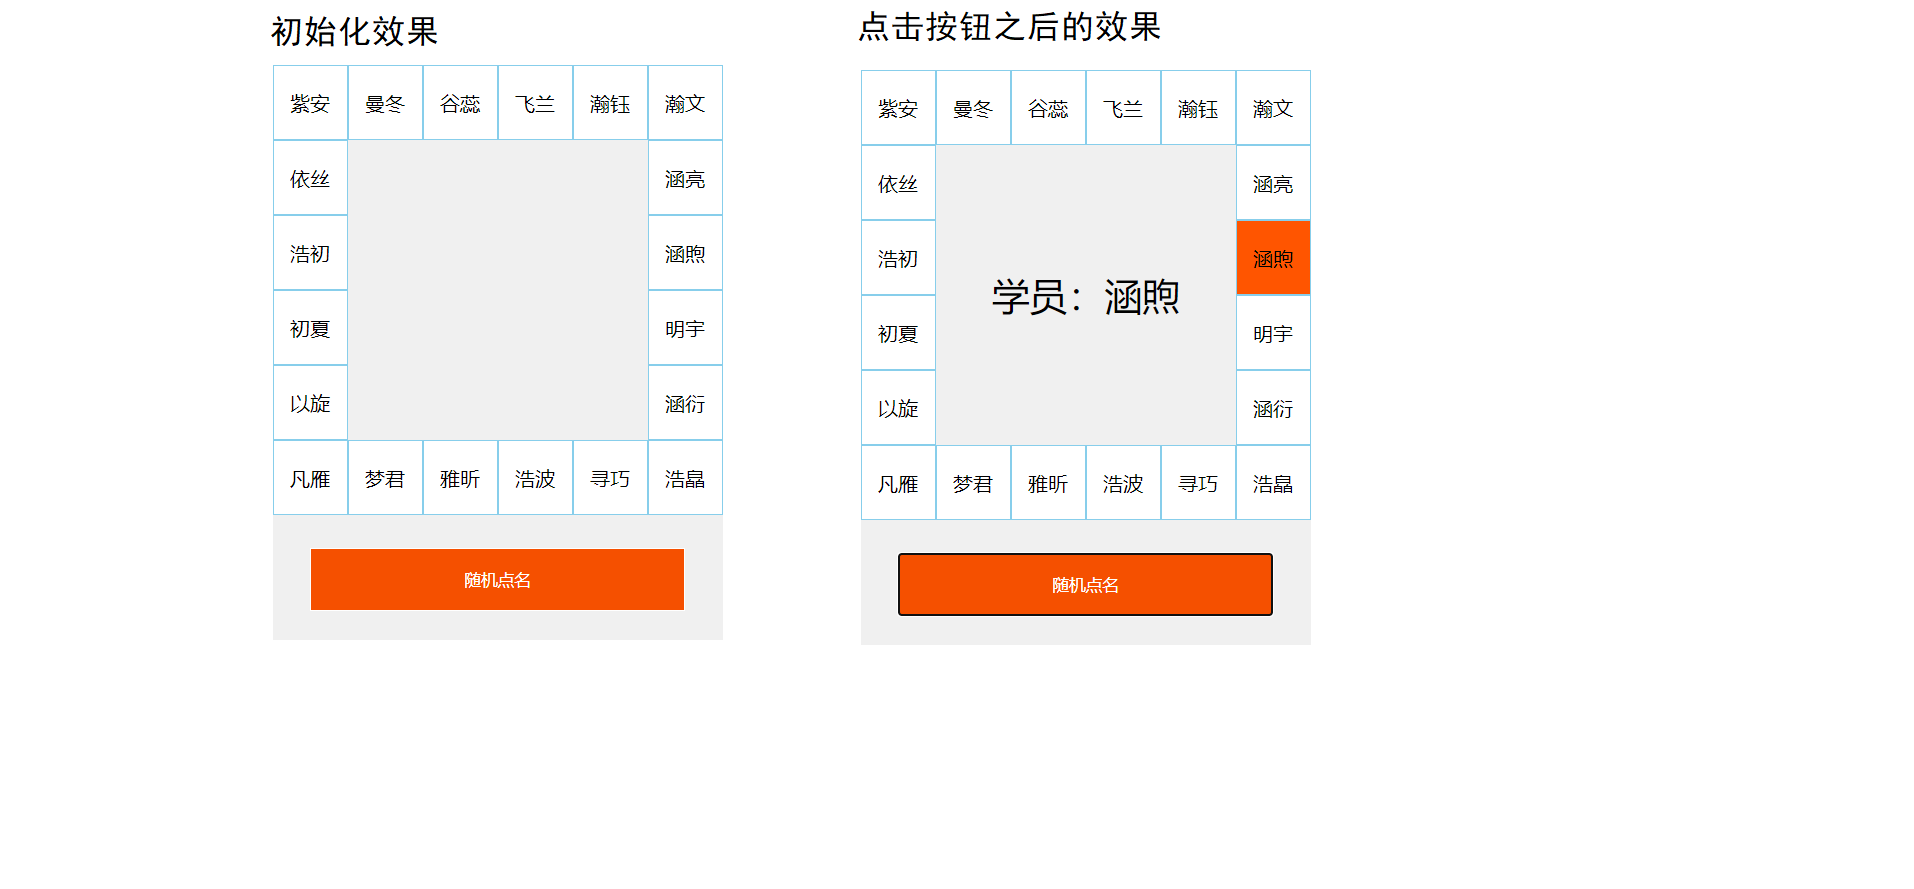 初始化效果
紫安 曼冬 谷蕊 飞兰 瀚钰 瀚文
依丝 涵亮
浩初 涵煦
初夏 明宇
以旋 涵衍
凡雁 梦君 雅昕 浩波 寻巧 浩皛
随机点名
点击按钮之后的效果
紫安 曼冬 谷蕊 飞兰 瀚钰 瀚文
依丝 涵亮
浩初 涵煦
学员：涵煦
初夏 明宇
以旋 涵衍
凡雁 梦君 雅昕 浩波 寻巧 浩皛
随机点名